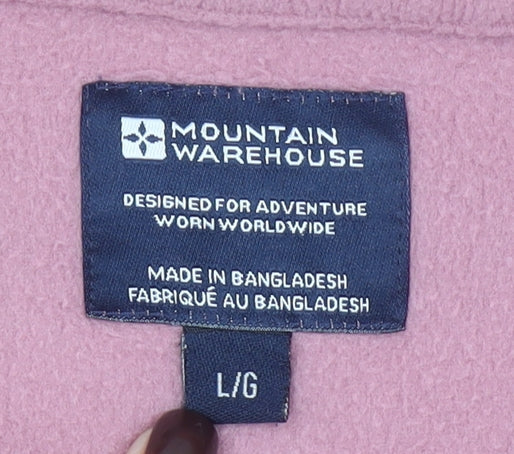 MOUNTAIN
WAREHOUSE
DESIGNED FOR ADVENTURE
WORN WORLDWIDE
MADE IN BANGLADESH
FABRIQUÉ AU BANGLADESH
L/G